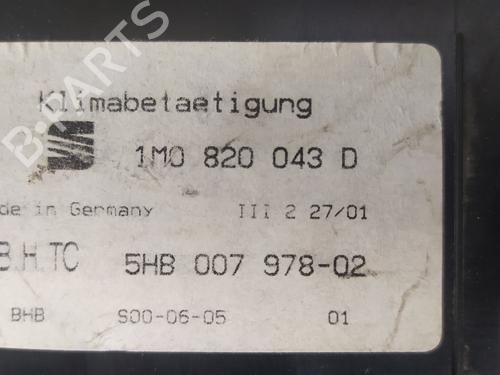 Klimabetaetigung
1M0 820 043 D
de in Germany III 2 27/01
B.H.TC 5HB 007 978-02
BHB S00-06-05 01
B-PARTS